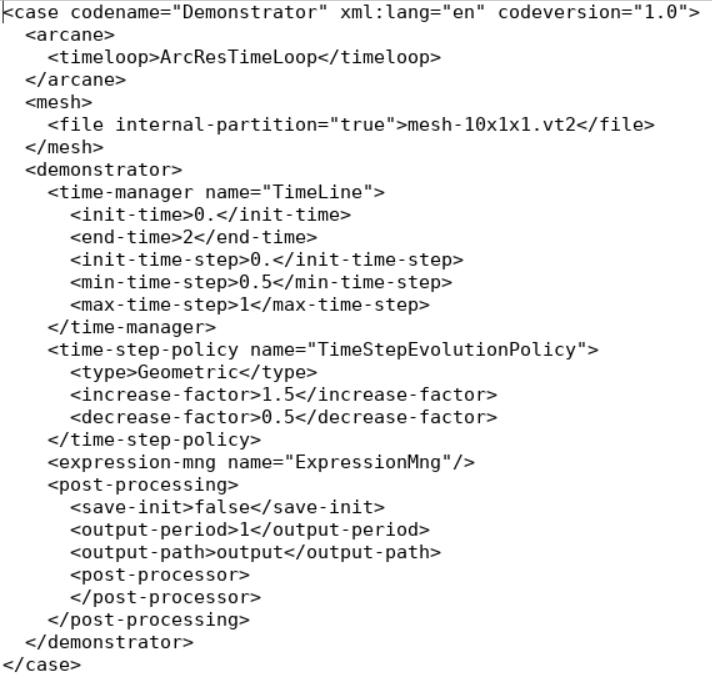 <case codename="Demonstrator" xml:lang="en" codeversion="1.0">
  <arcane>
    <timeloop>ArcResTimeLoop</timeloop>
  </arcane>
  <mesh>
    <file internal-partition="true">mesh-10x1x1.vt2</file>
  </mesh>
  <demonstrator>
    <time-manager name="TimeLine">
      <init-time>0.</init-time>
      <end-time>2</end-time>
      <init-time-step>0.</init-time-step>
      <min-time-step>0.5</min-time-step>
      <max-time-step>1</max-time-step>
    </time-manager>
    <time-step-policy name="TimeStepEvolutionPolicy">
      <type>Geometric</type>
      <increase-factor>1.5</increase-factor>
      <decrease-factor>0.5</decrease-factor>
    </time-step-policy>
    <expression-mng name="ExpressionMng"/>
    <post-processing>
      <save-init>false</save-init>
      <output-period>1</output-period>
      <output-path>output</output-path>
      <post-processor>
      </post-processor>
    </post-processing>
  </demonstrator>
</case>